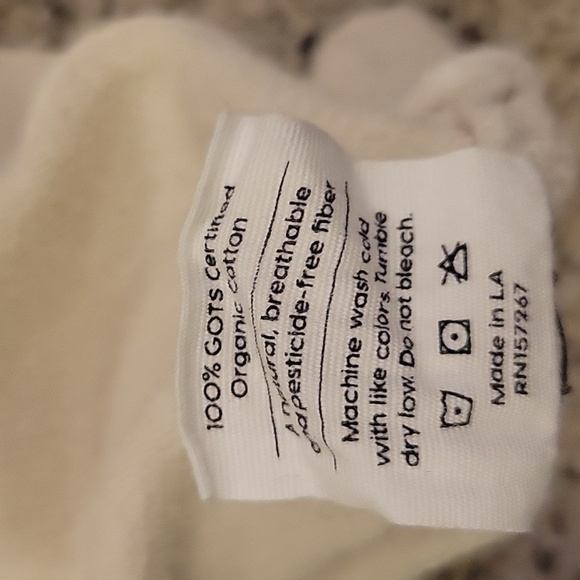 100% GOTS Certified
Organic cotton
A natural, breathable
and pesticide-free fiber
Machine wash cold
with like colors. Tumble
dry low. Do not bleach.
Made in LA
RN157267